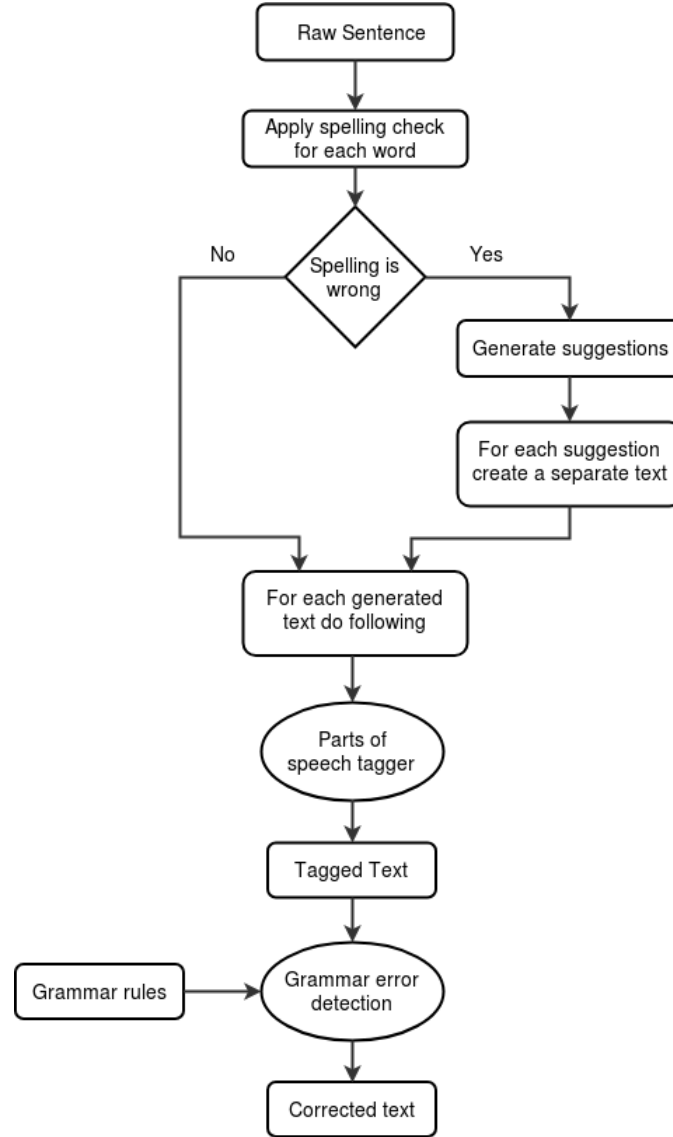 Raw Sentence
Apply spelling check
for each word
No
Spelling is
wrong
Yes
Generate suggestions
For each suggestion
create a separate text
For each generated
text do following
Parts of
speech tagger
Tagged Text
Grammar rules
Grammar error
detection
Corrected text